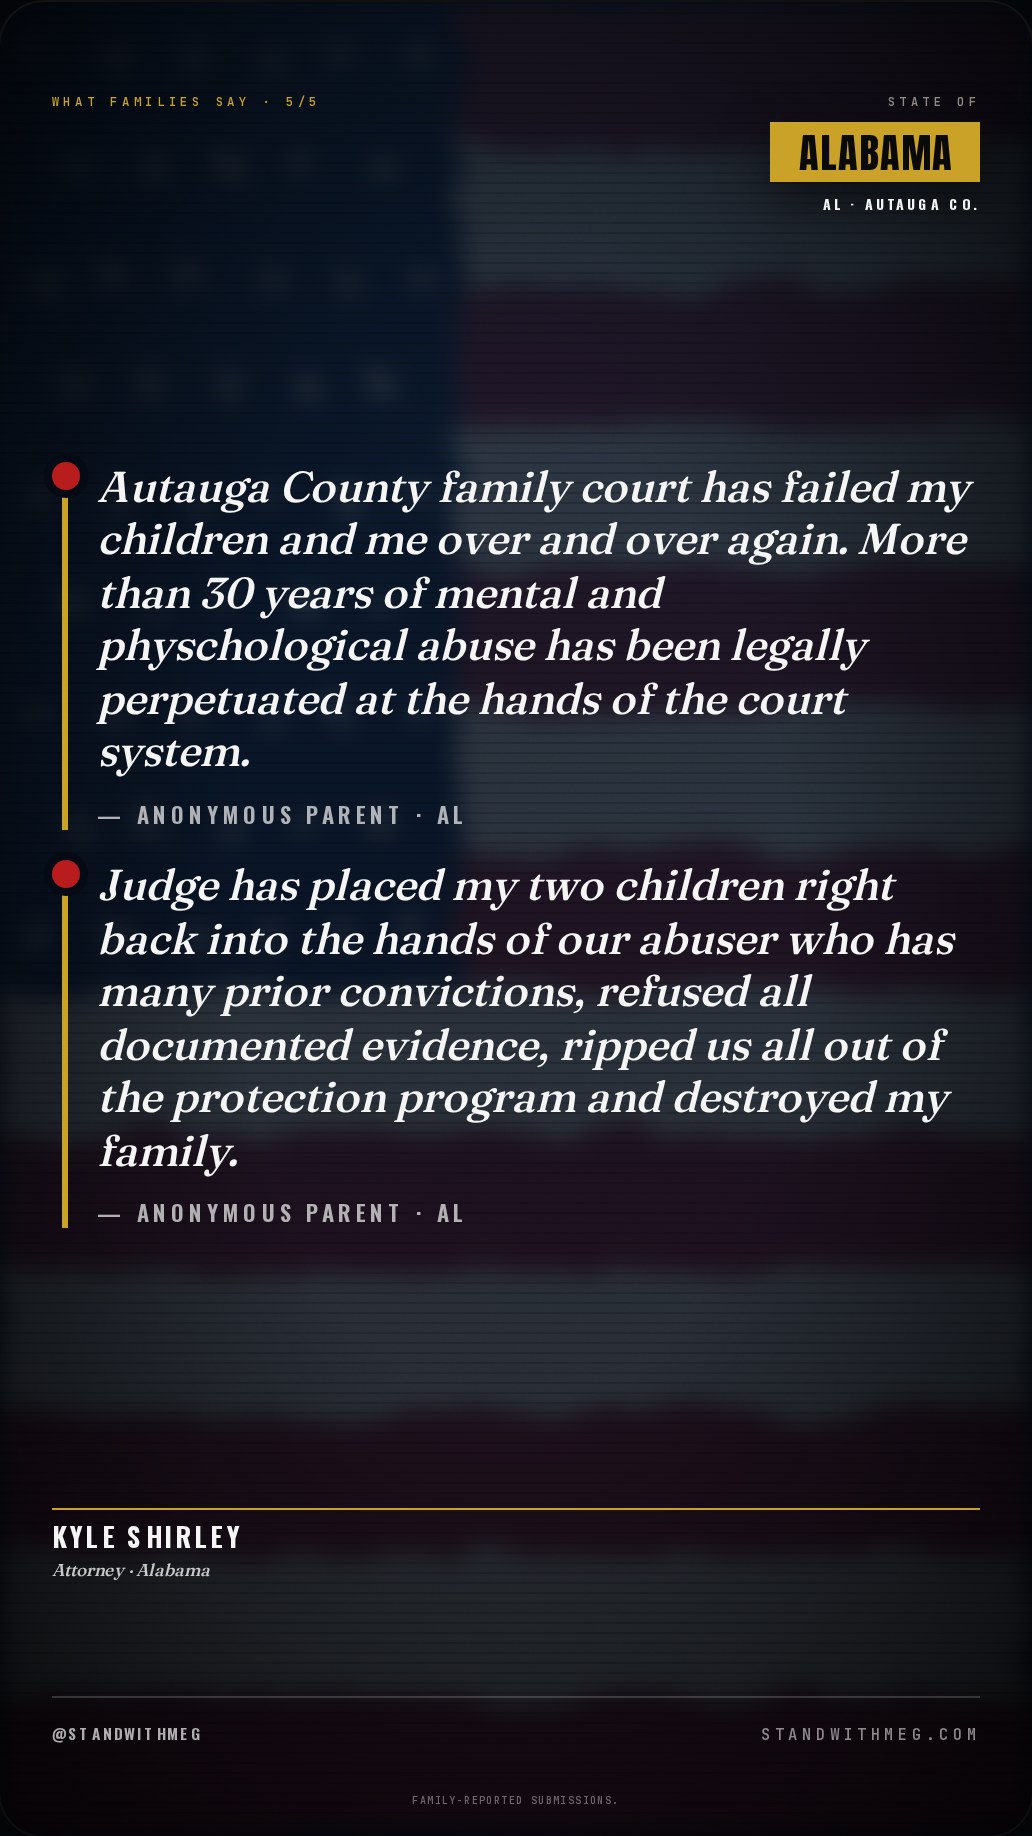 WHAT FAMILIES SAY · 5/5
STATE OF
ALABAMA
AL · AUTAUGA CO.
Autauga County family court has failed my
children and me over and over again. More
than 30 years of mental and
physchological abuse has been legally
perpetuated at the hands of the court
system.
— ANONYMOUS PARENT · AL
Judge has placed my two children right
back into the hands of our abuser who has
many prior convictions, refused all
documented evidence, ripped us all out of
the protection program and destroyed my
family.
— ANONYMOUS PARENT · AL
KYLE SHIRLEY
Attorney · Alabama
@STANDWITHMEG
STANDWITHMEG.COM
FAMILY-REPORTED SUBMISSIONS.